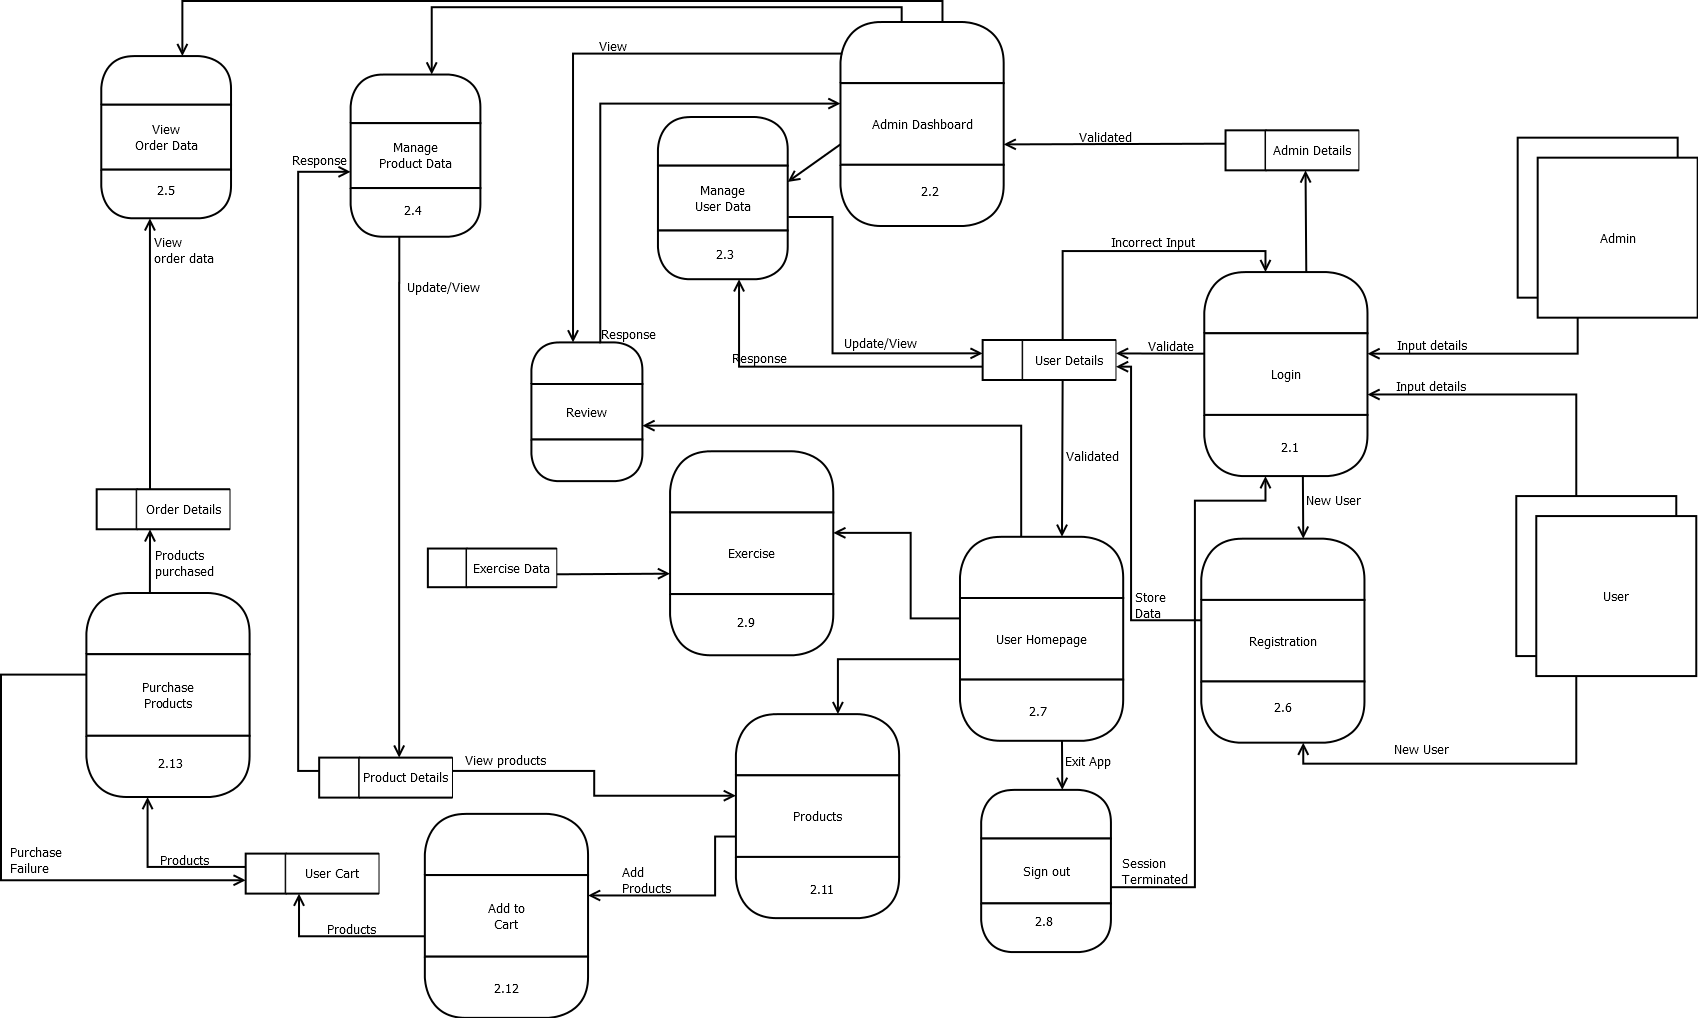 View
Admin Dashboard
2.2
View
Order Data
2.5
Manage
Product Data
2.4
Response
Manage
User Data
2.3
Validated
Admin Details
Admin
View
order data
Update/View
Incorrect Input
Response
Update/View
Response
User Details
Validate
Login
2.1
Input details
Input details
Review
Validated
New User
Order Details
Products
purchased
Exercise Data
Exercise
2.9
User Homepage
2.7
Store
Data
Registration
2.6
User
New User
Purchase
Products
2.13
Product Details
View products
Exit App
Products
2.11
Purchase
Failure
Products
User Cart
Add
Products
Add to
Cart
2.12
Products
Sign out
2.8
Session
Terminated